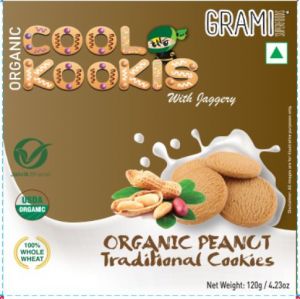 ORGANIC
COOL
KOOKIS
With Jaggery
GRAMI
SUPERFOODS
USDA
ORGANIC
100%
WHOLE
WHEAT
ORGANIC PEANUT
Traditional Cookies
Net Weight: 120g / 4.23oz